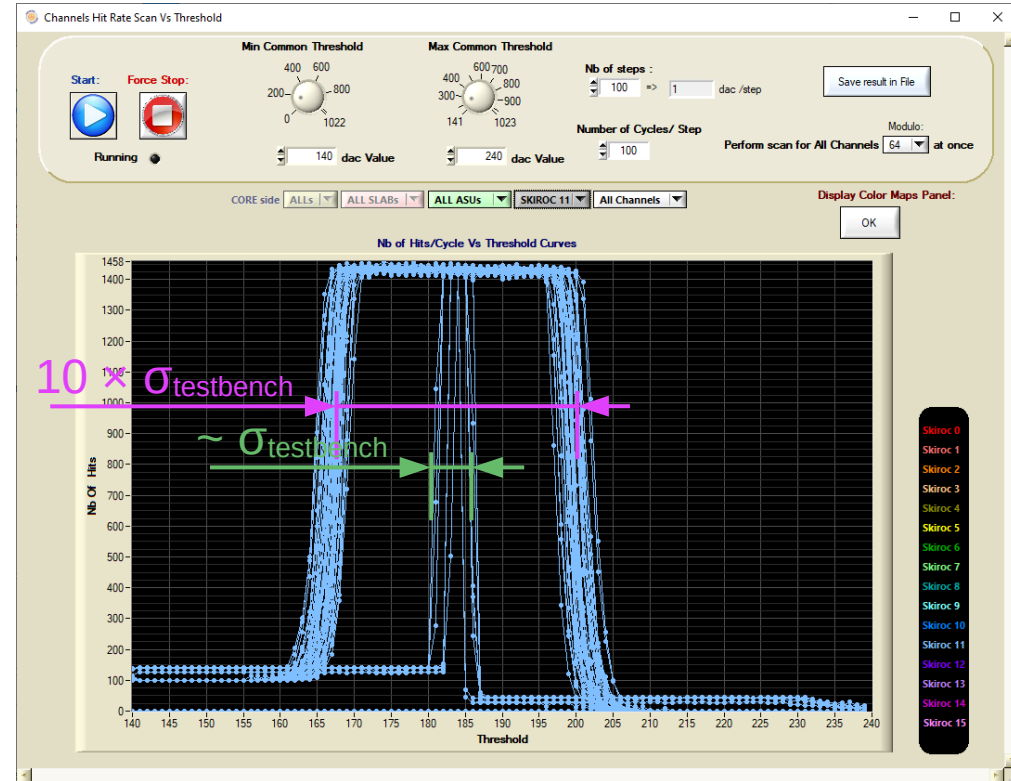 Channels Hit Rate Scan Vs Threshold
Min Common Threshold
Max Common Threshold
Start:
Force Stop:
Running
400 600
200 800
0 1022
140 dac Value
600 700
400 800
300 900
141 1023
240 dac Value
Nb of steps :
100 => 1 dac /step
Number of Cycles/ Step
100
Save result in File
Modulo:
Perform scan for All Channels 64 at once
CORE side ALLs ALL SLABs ALL ASUs SKIROC 11 All Channels
Display Color Maps Panel:
OK
Nb of Hits/Cycle Vs Threshold Curves
Nb Of Hits
1458
1400
1300
1200
1100
1000
900
800
700
600
500
400
300
200
100
0
10 × σtestbench
~ σtestbench
140 145 150 155 160 165 170 175 180 185 190 195 200 205 210 215 220 225 230 235 240
Threshold
Skiroc 0
Skiroc 1
Skiroc 2
Skiroc 3
Skiroc 4
Skiroc 5
Skiroc 6
Skiroc 7
Skiroc 8
Skiroc 9
Skiroc 10
Skiroc 11
Skiroc 12
Skiroc 13
Skiroc 14
Skiroc 15